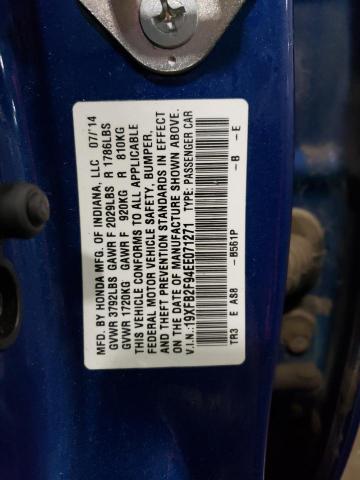 MFD. BY HONDA MFG. OF INDIANA, LLC 07/'14
GVWR 3792LBS GAWR F 2029LBS R 1786LBS
GVWR 1720KG GAWR F 920KG R 810KG
THIS VEHICLE CONFORMS TO ALL APPLICABLE
FEDERAL MOTOR VEHICLE SAFETY, BUMPER,
AND THEFT PREVENTION STANDARDS IN EFFECT
ON THE DATE OF MANUFACTURE SHOWN ABOVE.
V.I.N.:19XFB2F94EE071271 TYPE: PASSENGER CAR
TR3 E AS8 -B561P -B -E